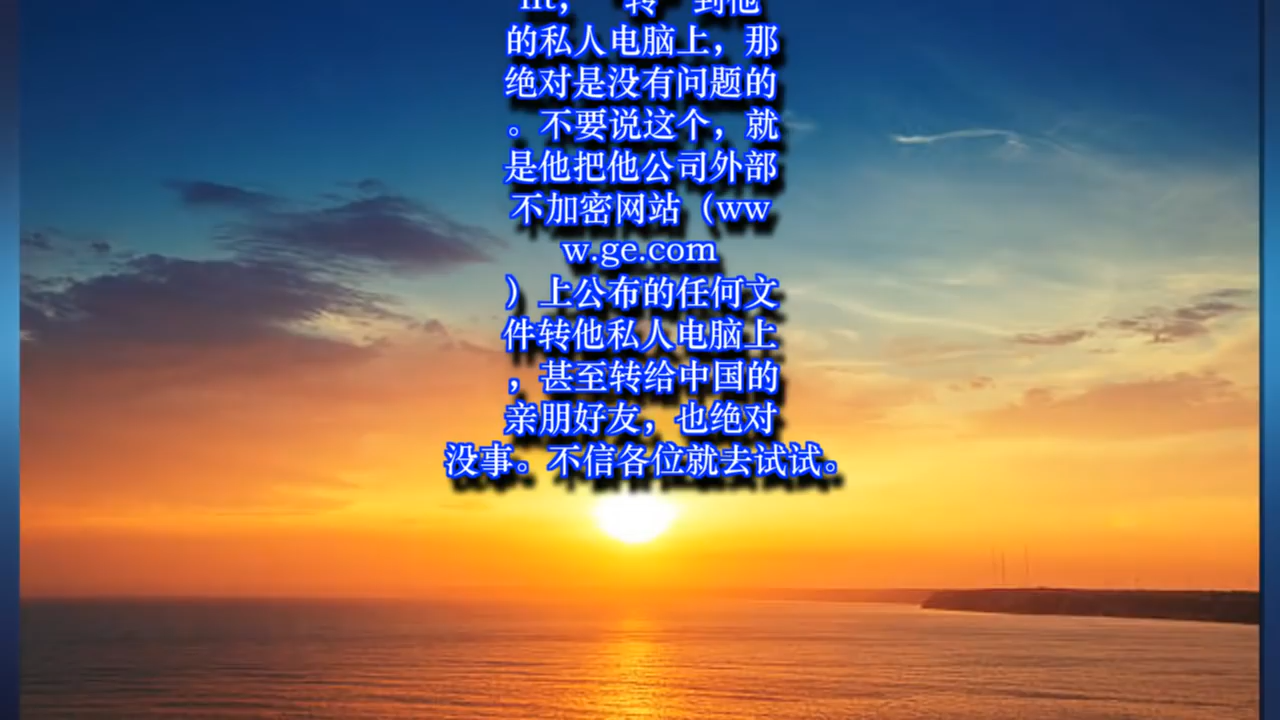 到他
的私人电脑上，那
绝对是没有问题的
。不要说这个，就
是他把他公司外部
不加密网站（ww
w.ge.com
）上公布的任何文
件转他私人电脑上
，甚至转给中国的
亲朋好友，也绝对
没事。不信各位就去试试。